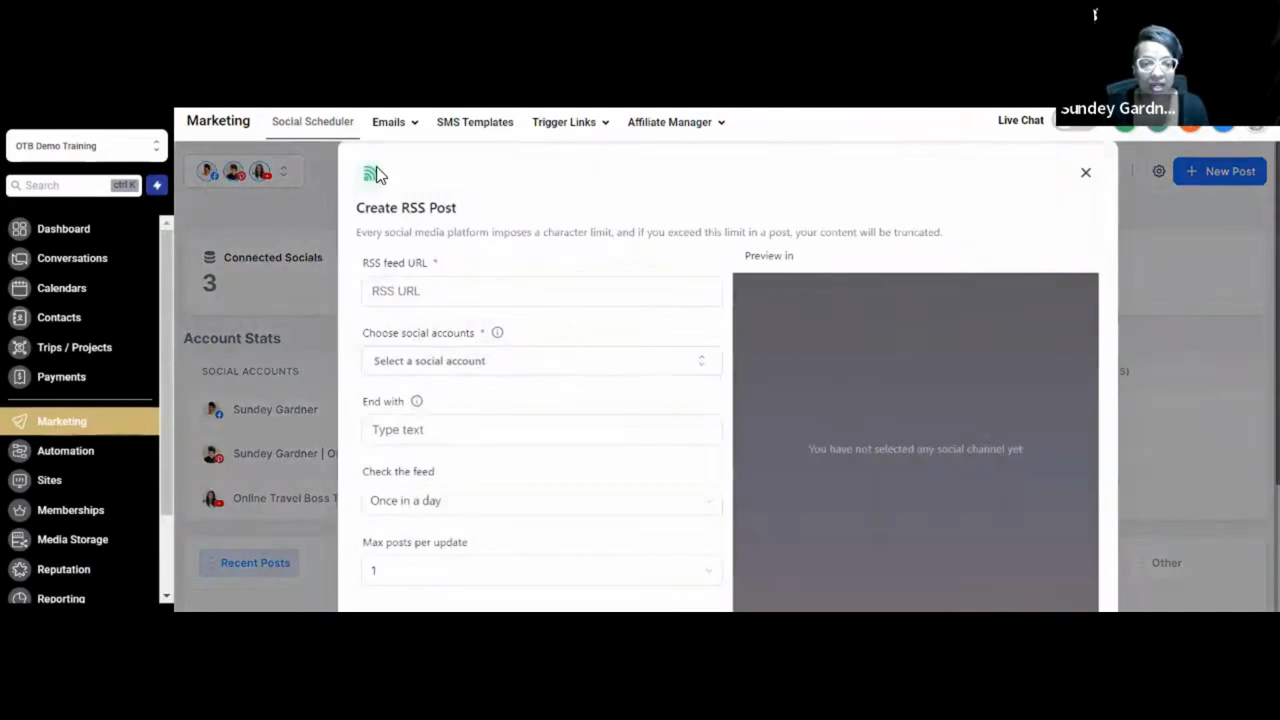 Sundey Gardn...
OTB Demo Training
Search
ctrl K
Dashboard
Conversations
Calendars
Contacts
Trips / Projects
Payments
Marketing
Automation
Sites
Memberships
Media Storage
Reputation
Reporting
Marketing
Social Scheduler
Emails
SMS Templates
Trigger Links
Affiliate Manager
Live Chat
New Post
Connected Socials
3
Account Stats
SOCIAL ACCOUNTS
Sundey Gardner
Sundey Gardner | O
Online Travel Boss T
Recent Posts
S)
Other
Create RSS Post
Every social media platform imposes a character limit, and if you exceed this limit in a post, your content will be truncated.
RSS feed URL *
RSS URL
Choose social accounts *
Select a social account
End with
Type text
Check the feed
Once in a day
Max posts per update
1
Preview in
You have not selected any social channel yet